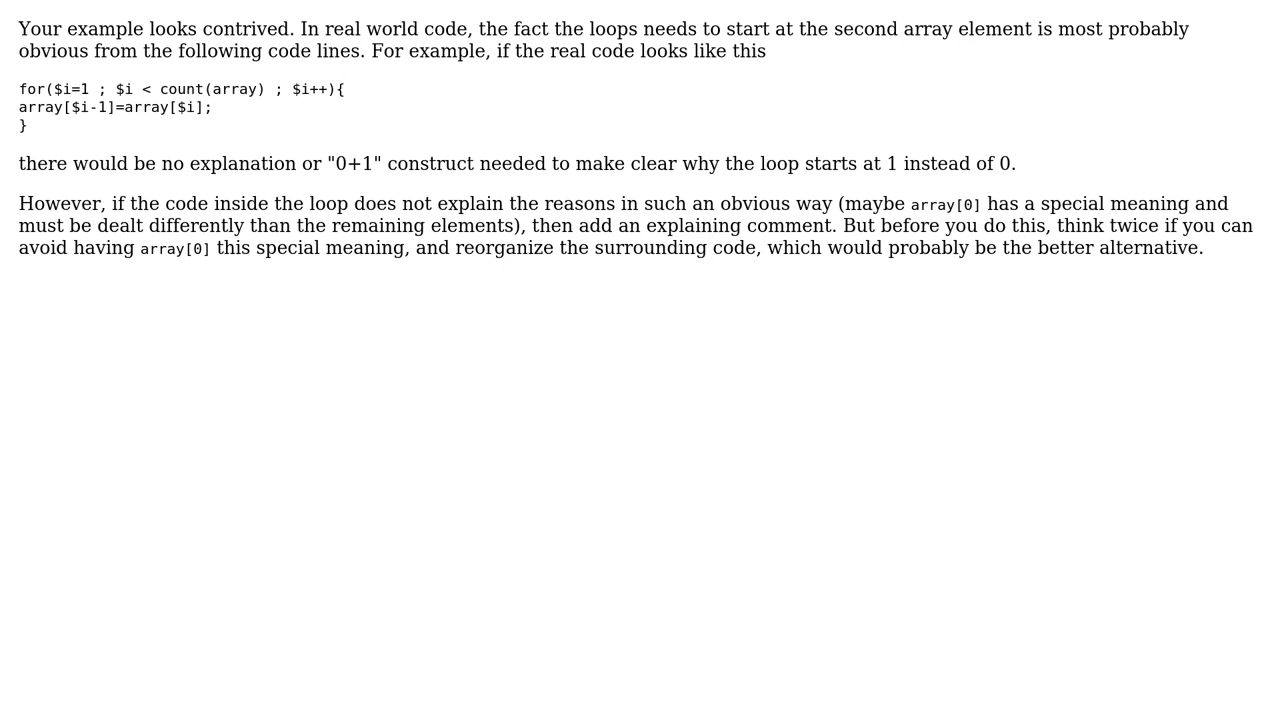 Your example looks contrived. In real world code, the fact the loops needs to start at the second array element is most probably
obvious from the following code lines. For example, if the real code looks like this
for($i=1 ; $i < count(array) ; $i++){
array[$i-1]=array[$i];
}
there would be no explanation or "0+1" construct needed to make clear why the loop starts at 1 instead of 0.
However, if the code inside the loop does not explain the reasons in such an obvious way (maybe array[0] has a special meaning and
must be dealt differently than the remaining elements), then add an explaining comment. But before you do this, think twice if you can
avoid having array[0] this special meaning, and reorganize the surrounding code, which would probably be the better alternative.